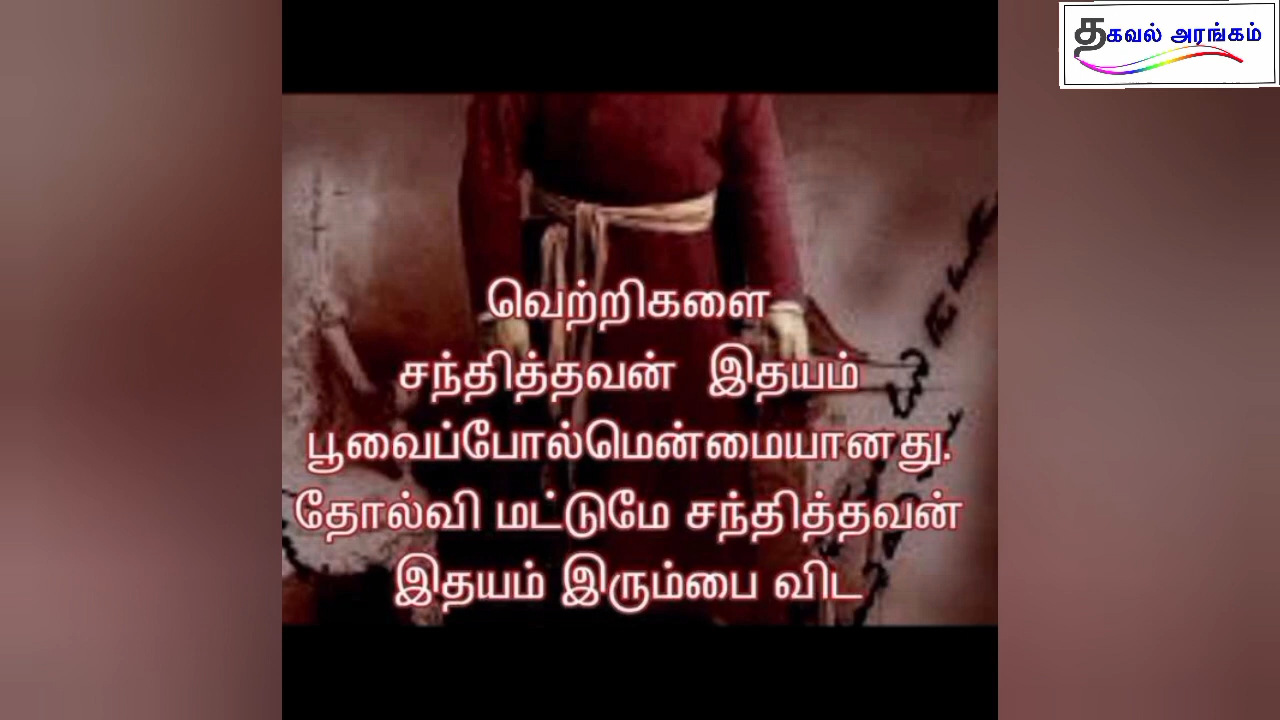 தகவல் அரங்கம்
வெற்றிகளை
சந்தித்தவன் இதயம்
பூவைப்போல்மென்மையானது.
தோல்வி மட்டுமே சந்தித்தவன்
இதயம் இரும்பை விட